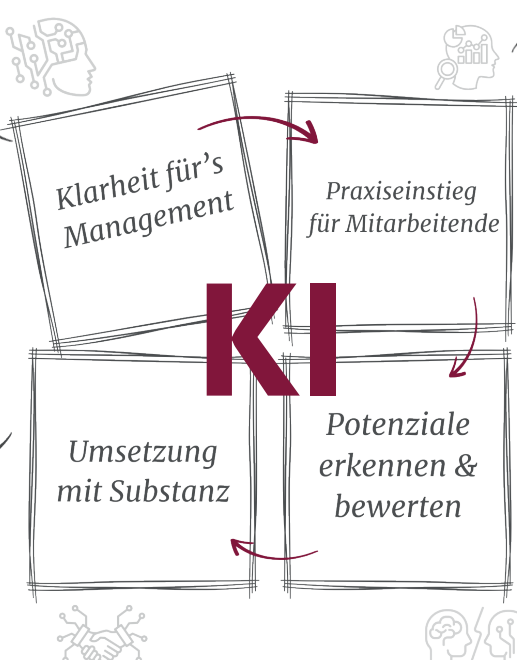 Klarheit für’s
Management
Praxiseinstieg
für Mitarbeitende
KI
Potenziale
erkennen &
bewerten
Umsetzung
mit Substanz